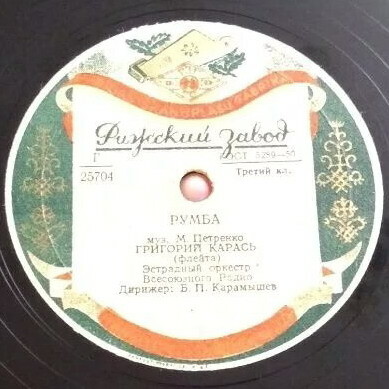 Рижский завод
Г
ГОСТ 5289—50
25704
Третий кл.
РУМБА
муз. М. Петренко
ГРИГОРИЙ КАРАСЬ
(флейта)
Эстрадный оркестр
Всесоюзного Радио
Дирижер: Б. П. Карамышев